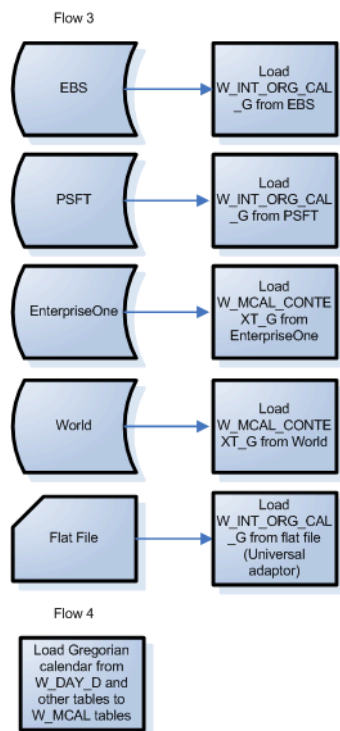 Flow 3
EBS
Load
W_INT_ORG_CAL
_G from EBS
PSFT
Load
W_INT_ORG_CAL
_G from PSFT
EnterpriseOne
Load
W_MCAL_CONTE
XT_G from
EnterpriseOne
World
Load
W_MCAL_CONTE
XT_G from World
Flat File
Load
W_INT_ORG_CAL
_G from flat file
(Universal
adaptor)
Flow 4
Load Gregorian
calendar from
W_DAY_D and
other tables to
W_MCAL tables